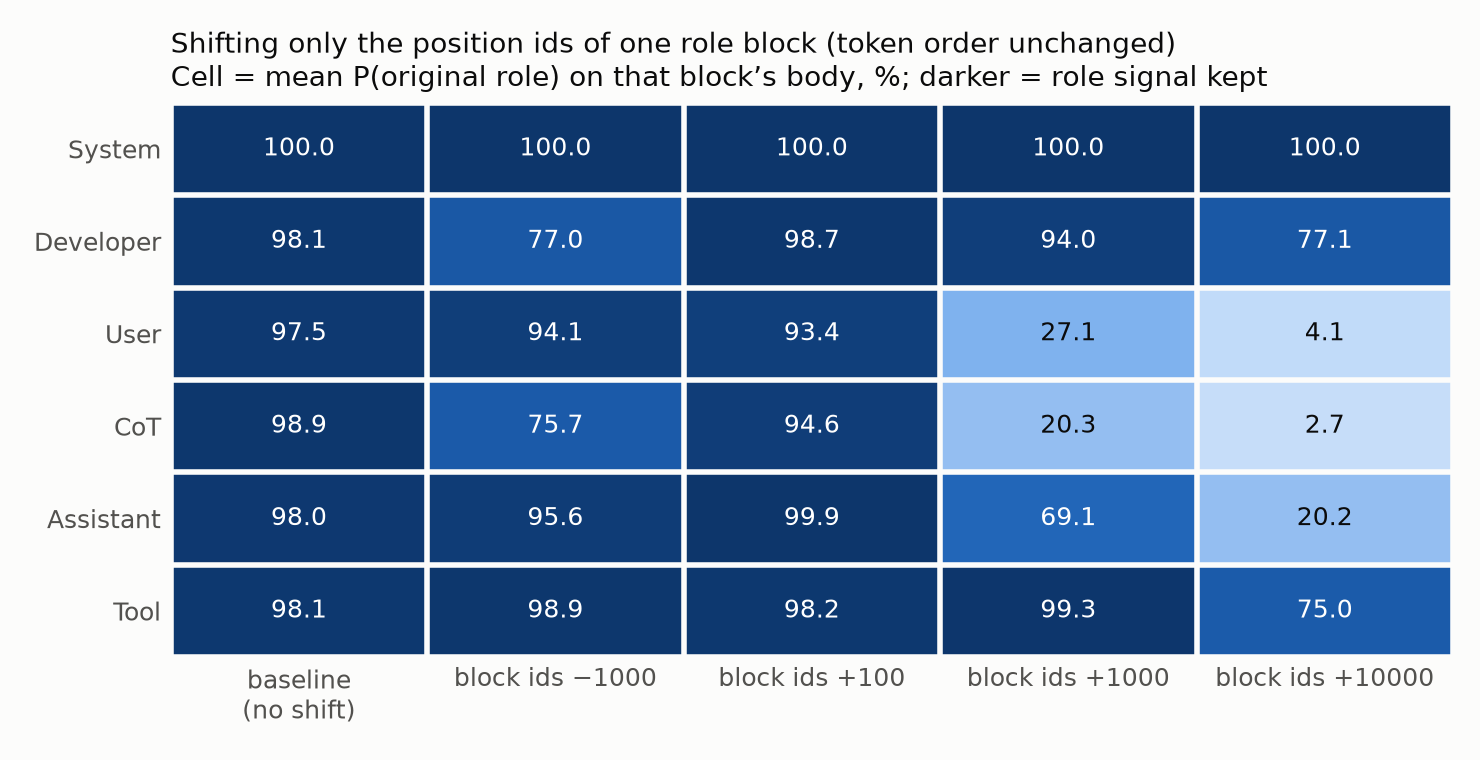 Shifting only the position ids of one role block (token order unchanged)
Cell = mean P(original role) on that block’s body, %; darker = role signal kept
System 100.0 100.0 100.0 100.0 100.0
Developer 98.1 77.0 98.7 94.0 77.1
User 97.5 94.1 93.4 27.1 4.1
CoT 98.9 75.7 94.6 20.3 2.7
Assistant 98.0 95.6 99.9 69.1 20.2
Tool 98.1 98.9 98.2 99.3 75.0
baseline block ids −1000 block ids +100 block ids +1000 block ids +10000
(no shift)